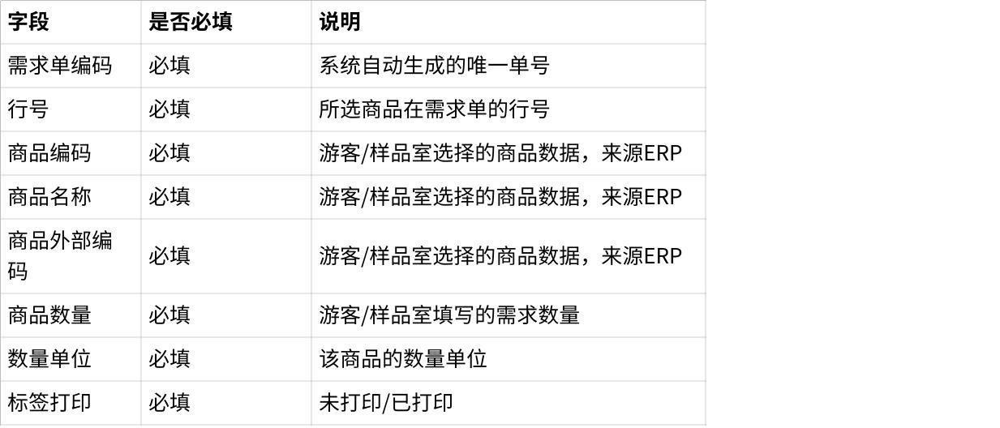 字段 是否必填 说明
需求单编码 必填 系统自动生成的唯一单号
行号 必填 所选商品在需求单的行号
商品编码 必填 游客/样品室选择的商品数据，来源ERP
商品名称 必填 游客/样品室选择的商品数据，来源ERP
商品外部编
码 必填 游客/样品室选择的商品数据，来源ERP
商品数量 必填 游客/样品室填写的需求数量
数量单位 必填 该商品的数量单位
标签打印 必填 未打印/已打印